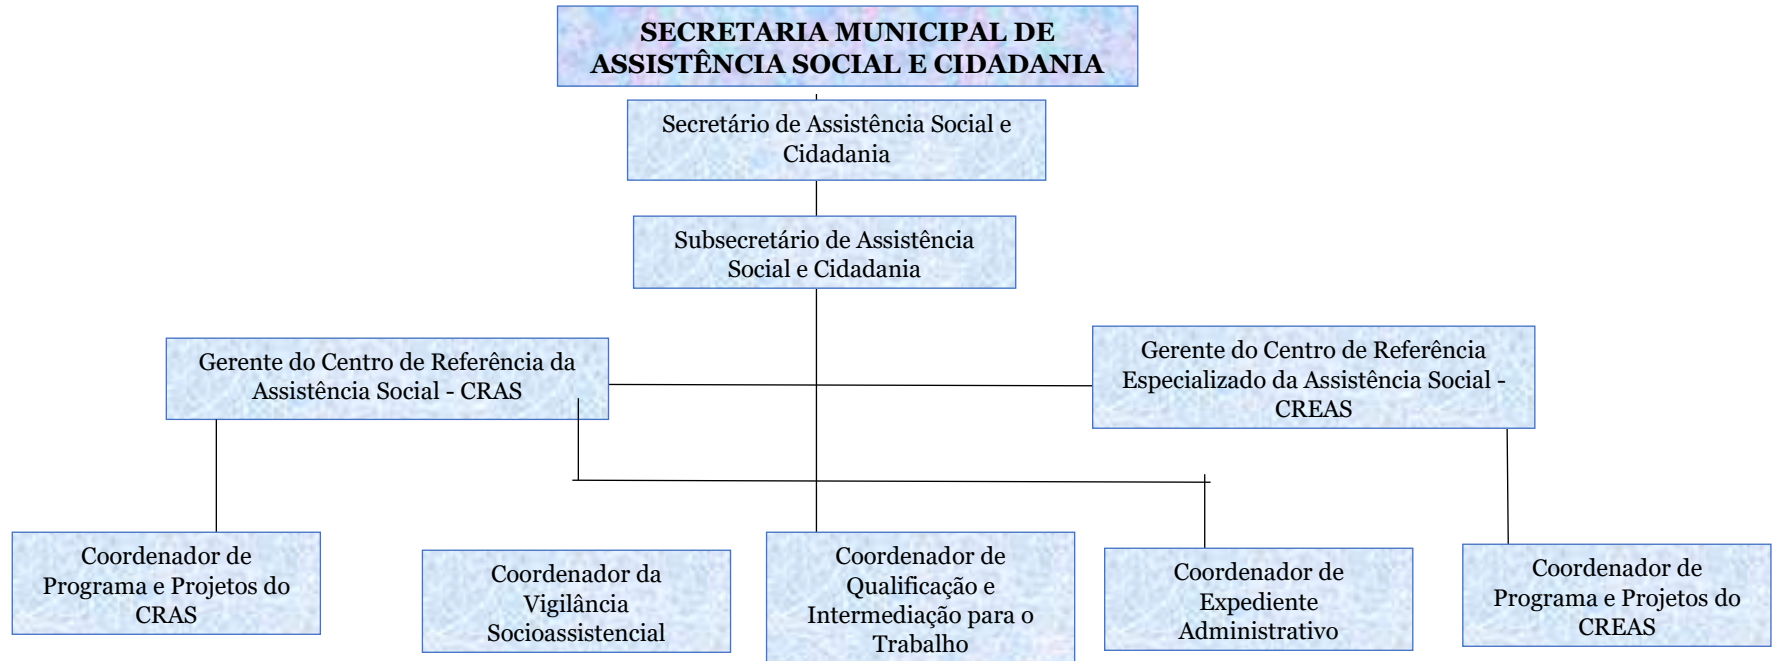 SECRETARIA MUNICIPAL DE
ASSISTÊNCIA SOCIAL E CIDADANIA
Secretário de Assistência Social e
Cidadania
Subsecretário de Assistência
Social e Cidadania
Gerente do Centro de Referência da
Assistência Social - CRAS
Gerente do Centro de Referência
Especializado da Assistência Social -
CREAS
Coordenador de
Programa e Projetos do
CRAS
Coordenador da
Vigilância
Socioassistencial
Coordenador de
Qualificação e
Intermediação para o
Trabalho
Coordenador de
Expediente
Administrativo
Coordenador de
Programa e Projetos do
CREAS